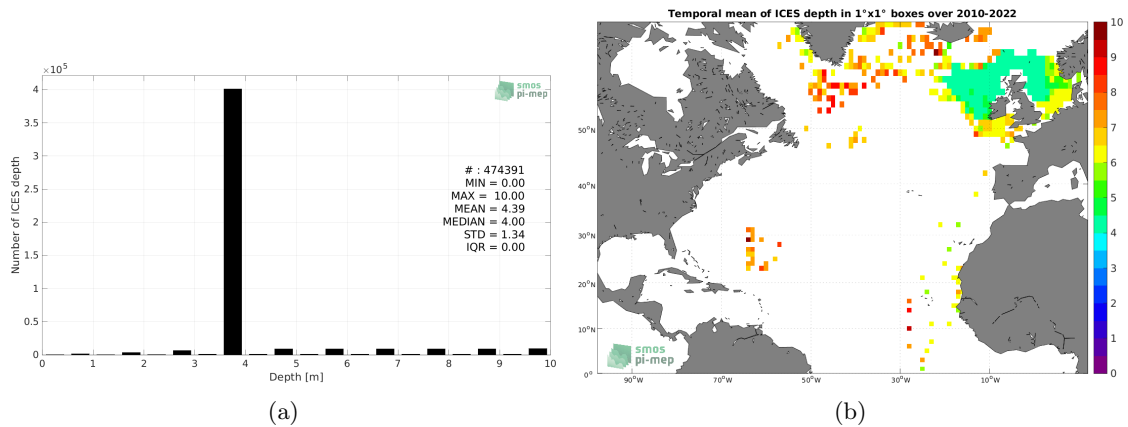 ×10⁵
4
3.5
3
2.5
2
1.5
1
0.5
0
Number of ICES depth
smos
pi-mep
# : 474391
MIN = 0.00
MAX = 10.00
MEAN = 4.39
MEDIAN = 4.00
STD = 1.34
IQR = 0.00
0 1 2 3 4 5 6 7 8 9 10
Depth [m]
(a)
Temporal mean of ICES depth in 1°x1° boxes over 2010-2022
50°N
40°N
30°N
20°N
10°N
0°
90°W 70°W 50°W 30°W 10°W
smos
pi-mep
10
9
8
7
6
5
4
3
2
1
0
(b)